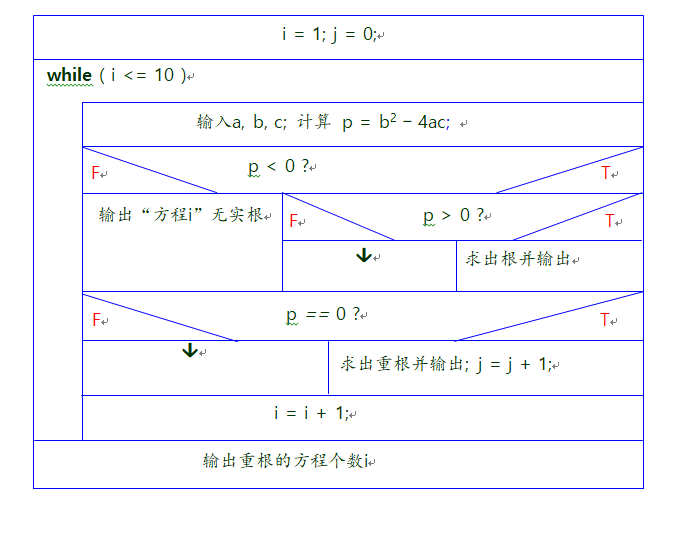 i = 1; j = 0;
while ( i <= 10 )
输入a, b, c; 计算 p = b² − 4ac;
F p < 0 ? T
输出“方程i”无实根
F p > 0 ? T
↓ 求出根并输出
F p == 0 ? T
↓ 求出重根并输出; j = j + 1;
i = i + 1;
输出重根的方程个数i